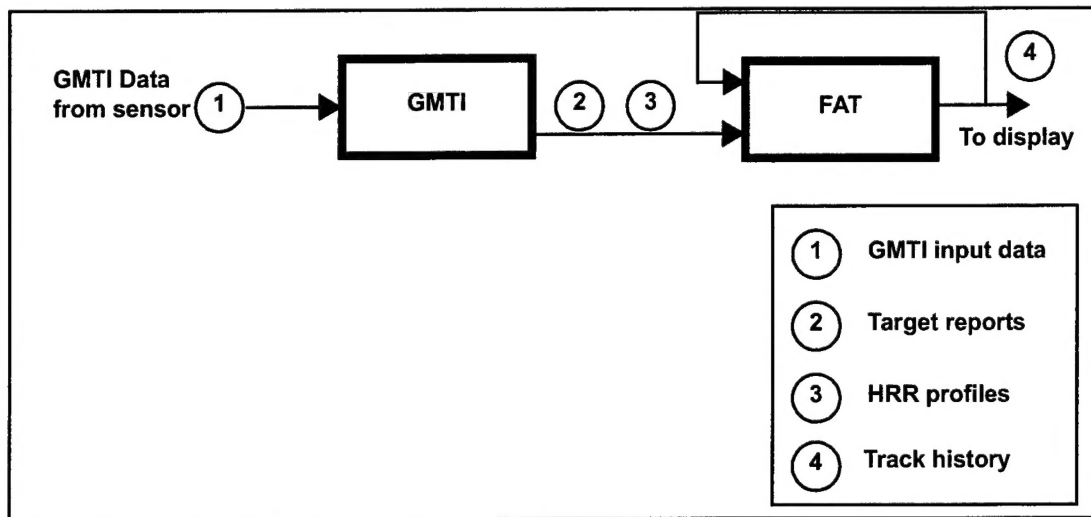 GMTI Data
from sensor
1
GMTI
2
3
FAT
4
To display
1 GMTI input data
2 Target reports
3 HRR profiles
4 Track history